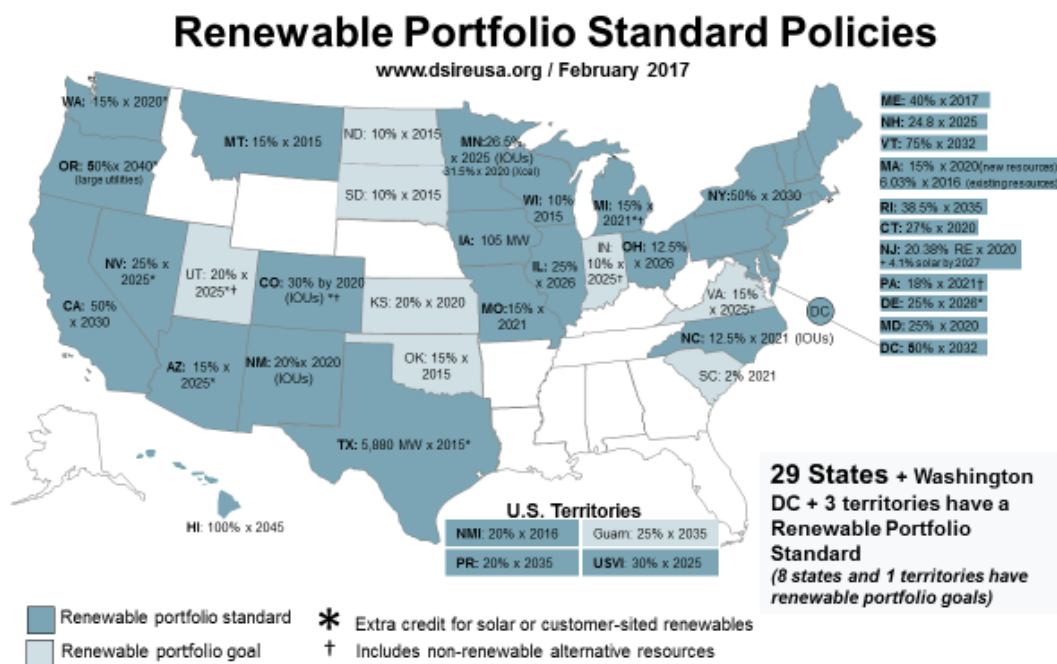 Renewable Portfolio Standard Policies
www.dsireusa.org / February 2017
WA: 15% x 2020*
OR: 50%x 2040*
(large utilities)
CA: 50%
x 2030
NV: 25% x
2025*
AZ: 15% x
2025*
UT: 20% x
2025*†
MT: 15% x 2015
CO: 30% by 2020
(IOUs) *†
NM: 20%x 2020
(IOUs)
ND: 10% x 2015
SD: 10% x 2015
KS: 20% x 2020
OK: 15% x
2015
TX: 5,880 MW x 2015*
MN:26.5%
x 2025 (IOUs)
31.5% x 2020 (Xcel)
IA: 105 MW
MO:15% x
2021
WI: 10%
2015
IL: 25%
x 2026
MI: 15% x
2021*†
IN:
10% x
2025†
OH: 12.5%
x 2026
NY:50% x 2030
VA: 15%
x 2025†
NC: 12.5% x 2021 (IOUs)
SC: 2% 2021
DC
HI: 100% x 2045
ME: 40% x 2017
NH: 24.8 x 2025
VT: 75% x 2032
MA: 15% x 2020(new resources)
6.03% x 2016 (existing resources)
RI: 38.5% x 2035
CT: 27% x 2020
NJ: 20.38% RE x 2020
+ 4.1% solar by 2027
PA: 18% x 2021†
DE: 25% x 2026*
MD: 25% x 2020
DC: 50% x 2032
29 States + Washington
DC + 3 territories have a
Renewable Portfolio
Standard
(8 states and 1 territories have
renewable portfolio goals)
U.S. Territories
NMI: 20% x 2016
Guam: 25% x 2035
PR: 20% x 2035
USVI: 30% x 2025
Renewable portfolio standard
Renewable portfolio goal
* Extra credit for solar or customer-sited renewables
† Includes non-renewable alternative resources